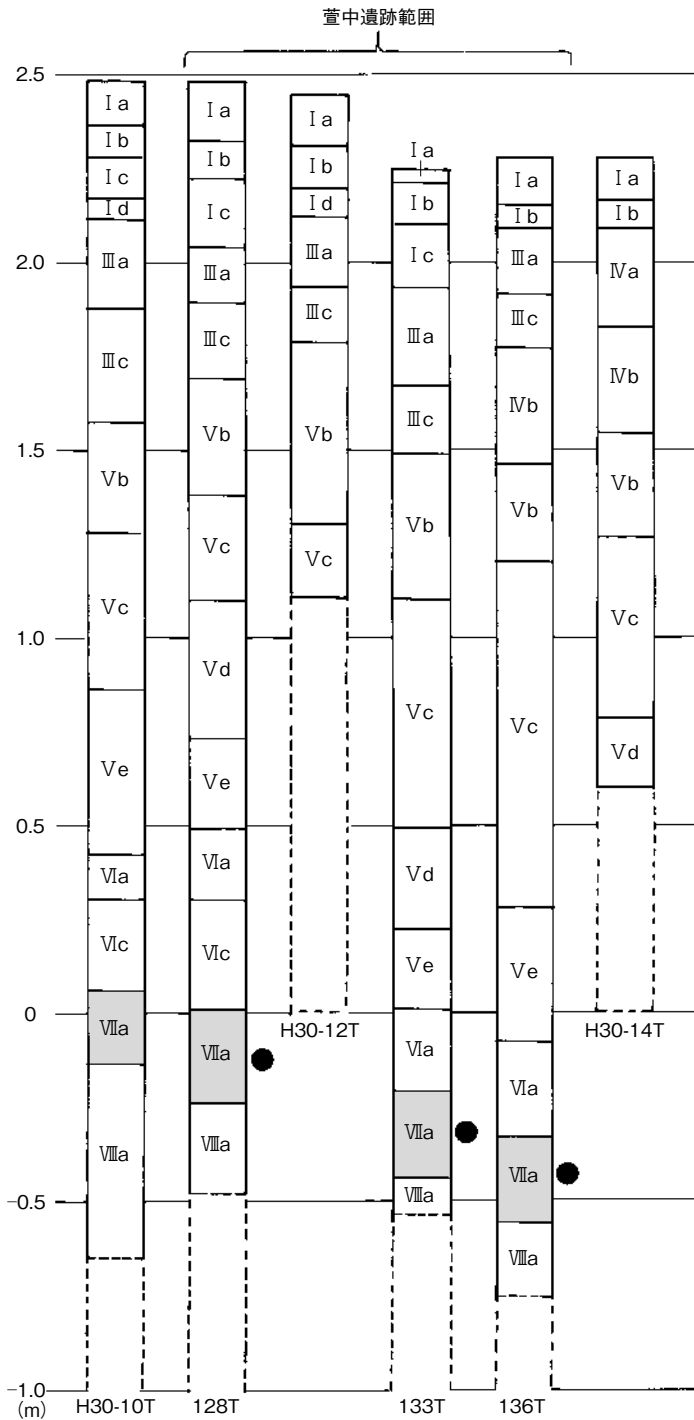 萱中遺跡範囲
2.5
2.0
1.5
1.0
0.5
0
−0.5
−1.0
(m)
Ⅰa
Ⅰb
Ⅰc
Ⅰd
Ⅲa
Ⅲc
Ⅴb
Ⅴc
Ⅴe
Ⅵa
Ⅵc
Ⅶa
Ⅷa
H30-10T
Ⅰa
Ⅰb
Ⅰc
Ⅲa
Ⅲc
Ⅴb
Ⅴc
Ⅴd
Ⅴe
Ⅵa
Ⅵc
Ⅶa
Ⅷa
128T
Ⅰa
Ⅰb
Ⅰd
Ⅲa
Ⅲc
Ⅴb
Ⅴc
H30-12T
Ⅰa
Ⅰb
Ⅰc
Ⅲa
Ⅲc
Ⅴb
Ⅴc
Ⅴd
Ⅴe
Ⅵa
Ⅶa
Ⅷa
133T
Ⅰa
Ⅰb
Ⅲa
Ⅲc
Ⅳb
Ⅴb
Ⅴc
Ⅴe
Ⅵa
Ⅶa
Ⅷa
136T
Ⅰa
Ⅰb
Ⅳa
Ⅳb
Ⅴb
Ⅴc
Ⅴd
H30-14T